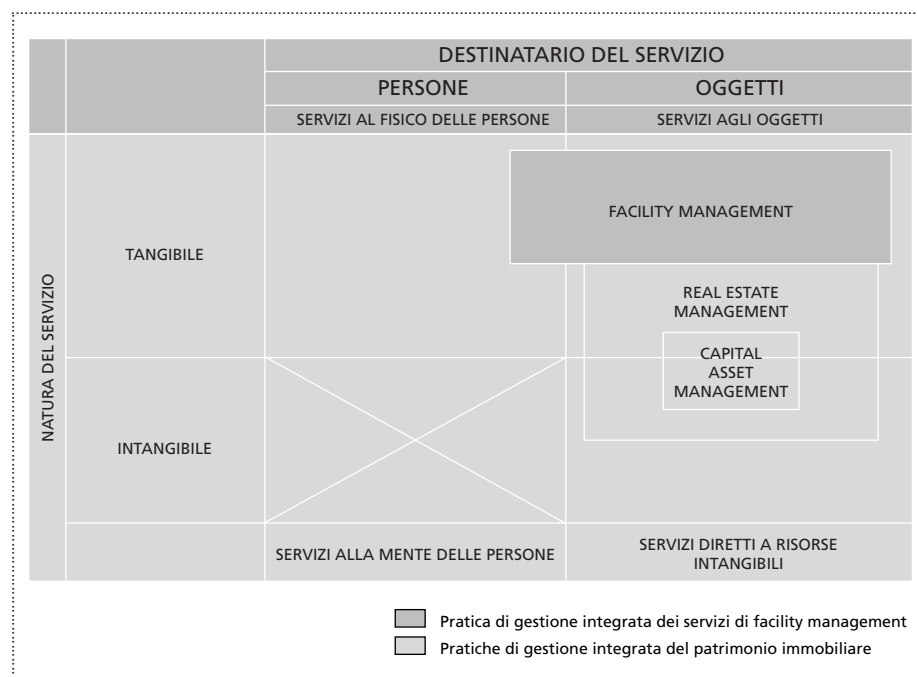 DESTINATARIO DEL SERVIZIO
PERSONE
OGGETTI
SERVIZI AL FISICO DELLE PERSONE
SERVIZI AGLI OGGETTI
NATURA DEL SERVIZIO
TANGIBILE
FACILITY MANAGEMENT
REAL ESTATE
MANAGEMENT
CAPITAL
ASSET
MANAGEMENT
INTANGIBILE
SERVIZI ALLA MENTE DELLE PERSONE
SERVIZI DIRETTI A RISORSE
INTANGIBILI
Pratica di gestione integrata dei servizi di facility management
Pratiche di gestione integrata del patrimonio immobiliare